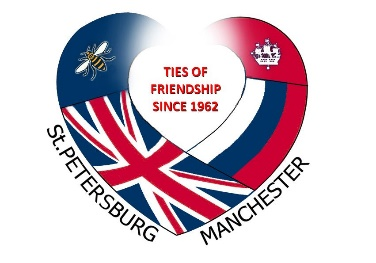 TIES OF
FRIENDSHIP
SINCE 1962
St.PETERSBURG
MANCHESTER